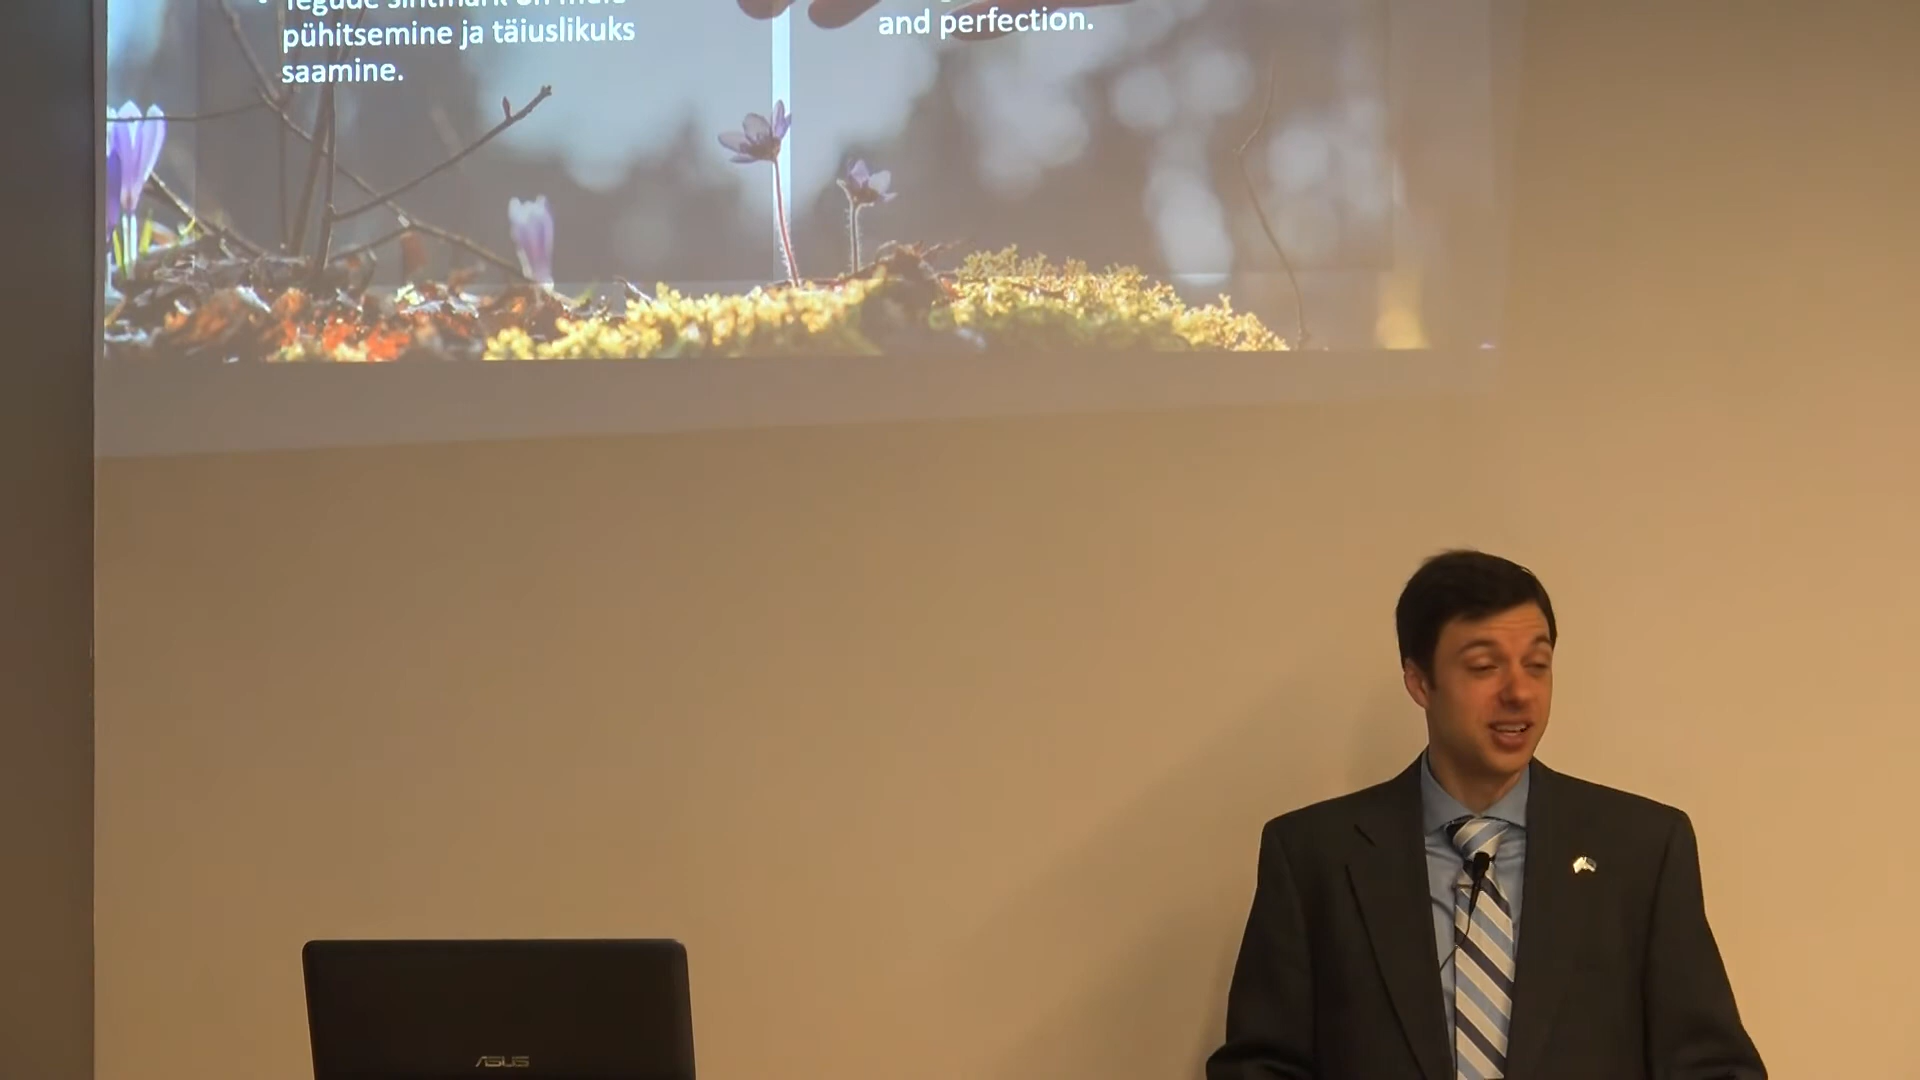 pühitsemine ja täiuslikuks
saamine.
and perfection.
ASUS